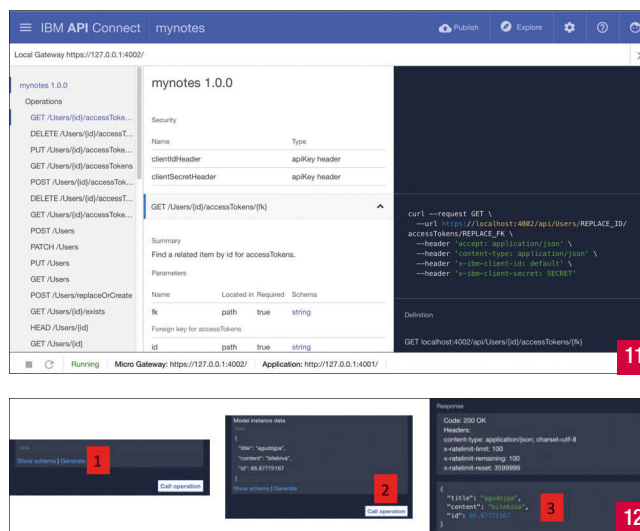 IBM API Connect mynotes Publish Explore
Local Gateway https://127.0.0.1:4002/
mynotes 1.0.0
Operations
GET /Users/{id}/accessToke...
DELETE /Users/{id}/accessT...
PUT /Users/{id}/accessToke...
GET /Users/{id}/accessTokens
POST /Users/{id}/accessTok...
DELETE /Users/{id}/accessT...
GET /Users/{id}/accessToke...
POST /Users
PATCH /Users
PUT /Users
GET /Users
POST /Users/replaceOrCreate
GET /Users/{id}/exists
HEAD /Users/{id}
GET /Users/{id}
mynotes 1.0.0
Security
Name Type
clientIdHeader apiKey header
clientSecretHeader apiKey header
GET /Users/{id}/accessTokens/{fk}
Summary
Find a related item by id for accessTokens.
Parameters
Name Located in Required Schema
fk path true string
Foreign key for accessTokens
id path true string
curl --request GET \
--url https://localhost:4002/api/Users/REPLACE_ID/
accessTokens/REPLACE_FK \
--header 'accept: application/json' \
--header 'content-type: application/json' \
--header 'x-ibm-client-id: default' \
--header 'x-ibm-client-secret: SECRET'
Definition
GET localhost:4002/api/Users/{id}/accessTokens/{fk}
11
Running Micro Gateway: https://127.0.0.1:4002/ Application: http://127.0.0.1:4001/
Show schema | Generate
1
Call operation
Model instance data
{
"title": "agudojpa",
"content": "bilebixa",
"id": 65.67775167
}
Show schema | Generate
2
Call operation
Response
Code: 200 OK
Headers:
content-type: application/json; charset=utf-8
x-ratelimit-limit: 100
x-ratelimit-remaining: 100
x-ratelimit-reset: 3599999
{
"title": "agudojpa",
"content": "bilebixa",
"id": 65.67775167
}
3